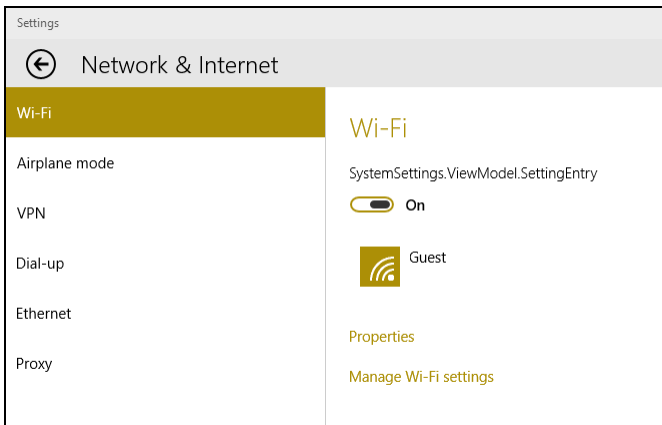 Settings
Network & Internet
Wi-Fi
Airplane mode
VPN
Dial-up
Ethernet
Proxy
Wi-Fi
SystemSettings.ViewModel.SettingEntry
On
Guest
Properties
Manage Wi-Fi settings